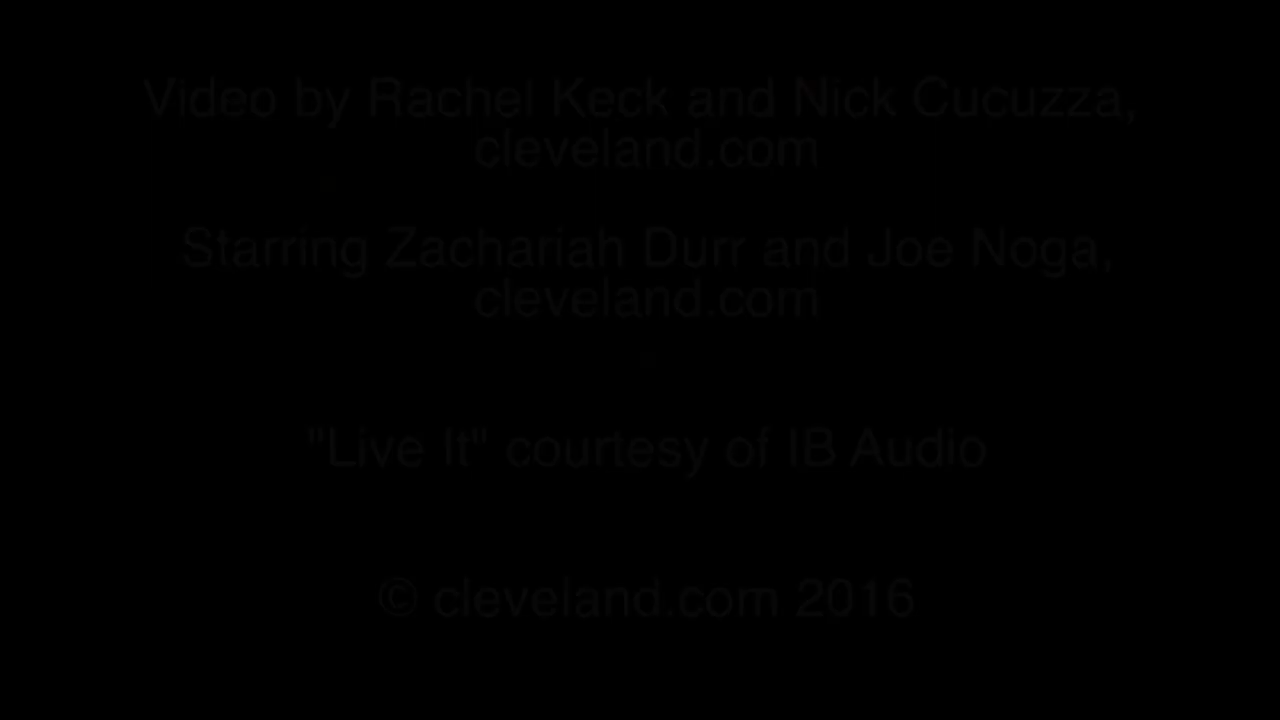 Video by Rachel Keck and Nick Cucuzza,
cleveland.com
Starring Zachariah Durr and Joe Noga,
cleveland.com
"Live It" courtesy of IB Audio
© cleveland.com 2016